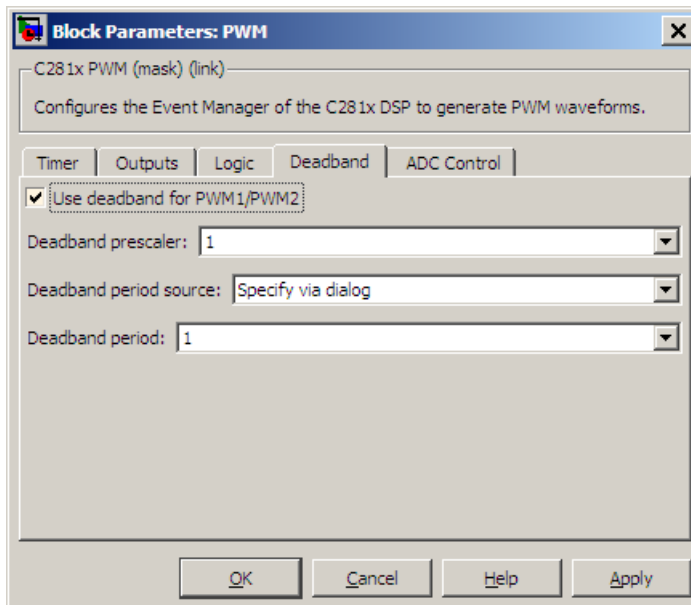 Block Parameters: PWM
C281x PWM (mask) (link)
Configures the Event Manager of the C281x DSP to generate PWM waveforms.
Timer Outputs Logic Deadband ADC Control
Use deadband for PWM1/PWM2
Deadband prescaler: 1
Deadband period source: Specify via dialog
Deadband period: 1
OK Cancel Help Apply